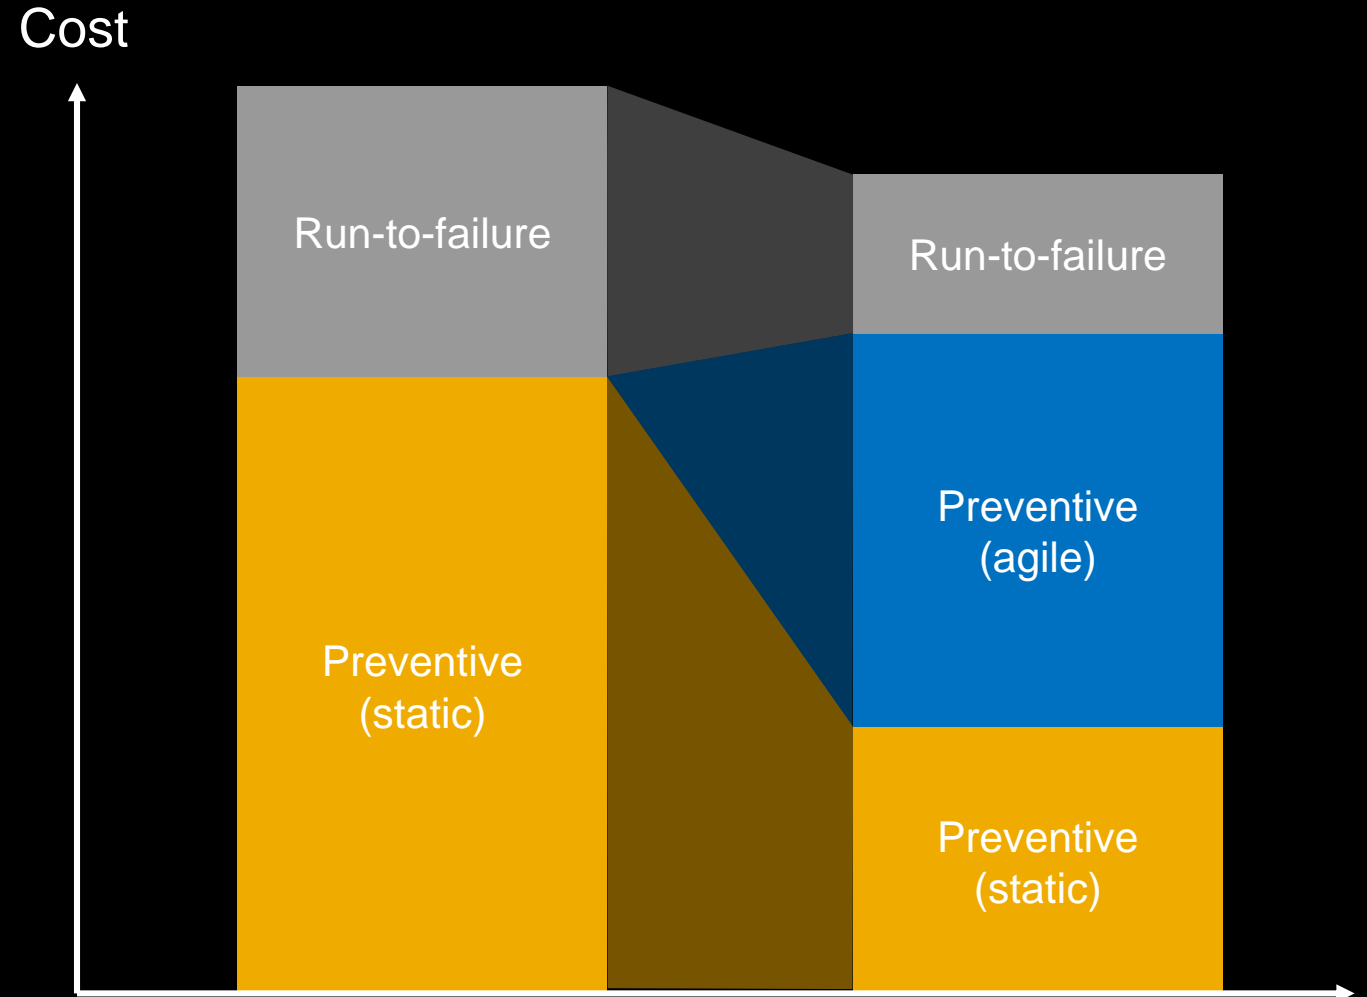 Cost
Run-to-failure
Preventive
(static)
Run-to-failure
Preventive
(agile)
Preventive
(static)